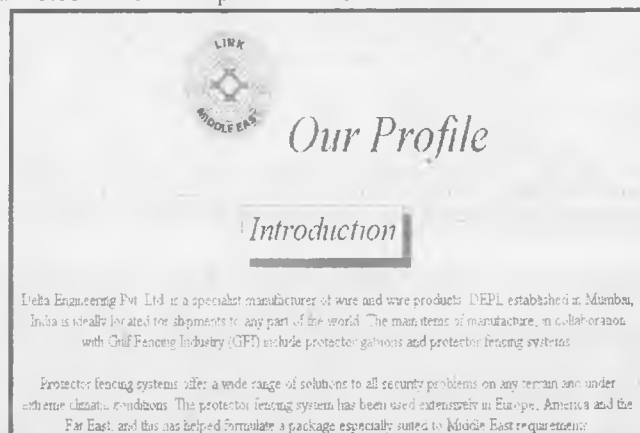 LINK
MIDDLE EAST
Our Profile
Introduction
Delta Engineering Pvt. Ltd. is a specialist manufacturer of wire and wire products. DEPL established in Mumbai,
India is ideally located for shipments to any part of the world. The main items of manufacture, in collaboration
with Gulf Fencing Industry (GFI) include protector gabions and protector fencing systems
Protector fencing systems offer a wide range of solutions to all security problems on any terrain and under
extreme climatic conditions. The protector fencing system has been used extensively in Europe, America and the
Far East, and this has helped formulate a package especially suited to Middle East requirements